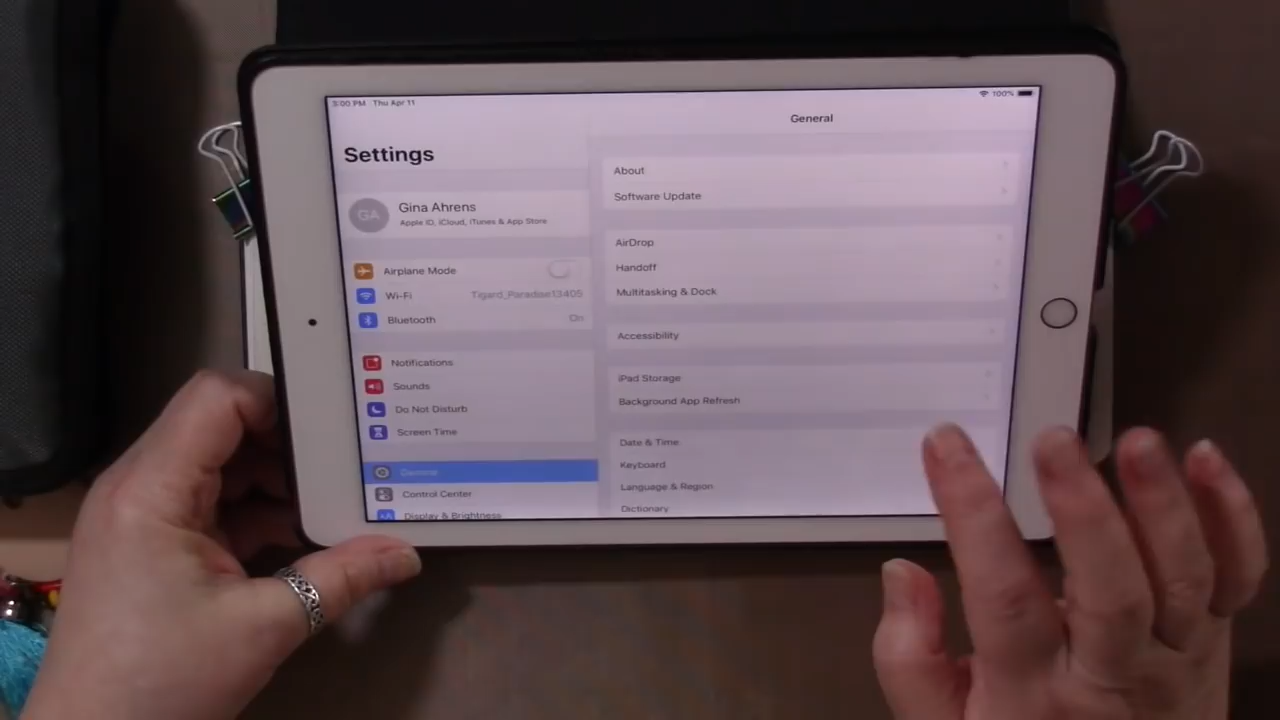 3:00 PM Thu Apr 11
100%
General
Settings
GA
Gina Ahrens
Apple ID, iCloud, iTunes & App Store
Airplane Mode
Wi-Fi
Tigard_Paradise13405
Bluetooth
On
Notifications
Sounds
Do Not Disturb
Screen Time
General
Control Center
AA
Display & Brightness
About
Software Update
AirDrop
Handoff
Multitasking & Dock
Accessibility
iPad Storage
Background App Refresh
Date & Time
Keyboard
Language & Region
Dictionary